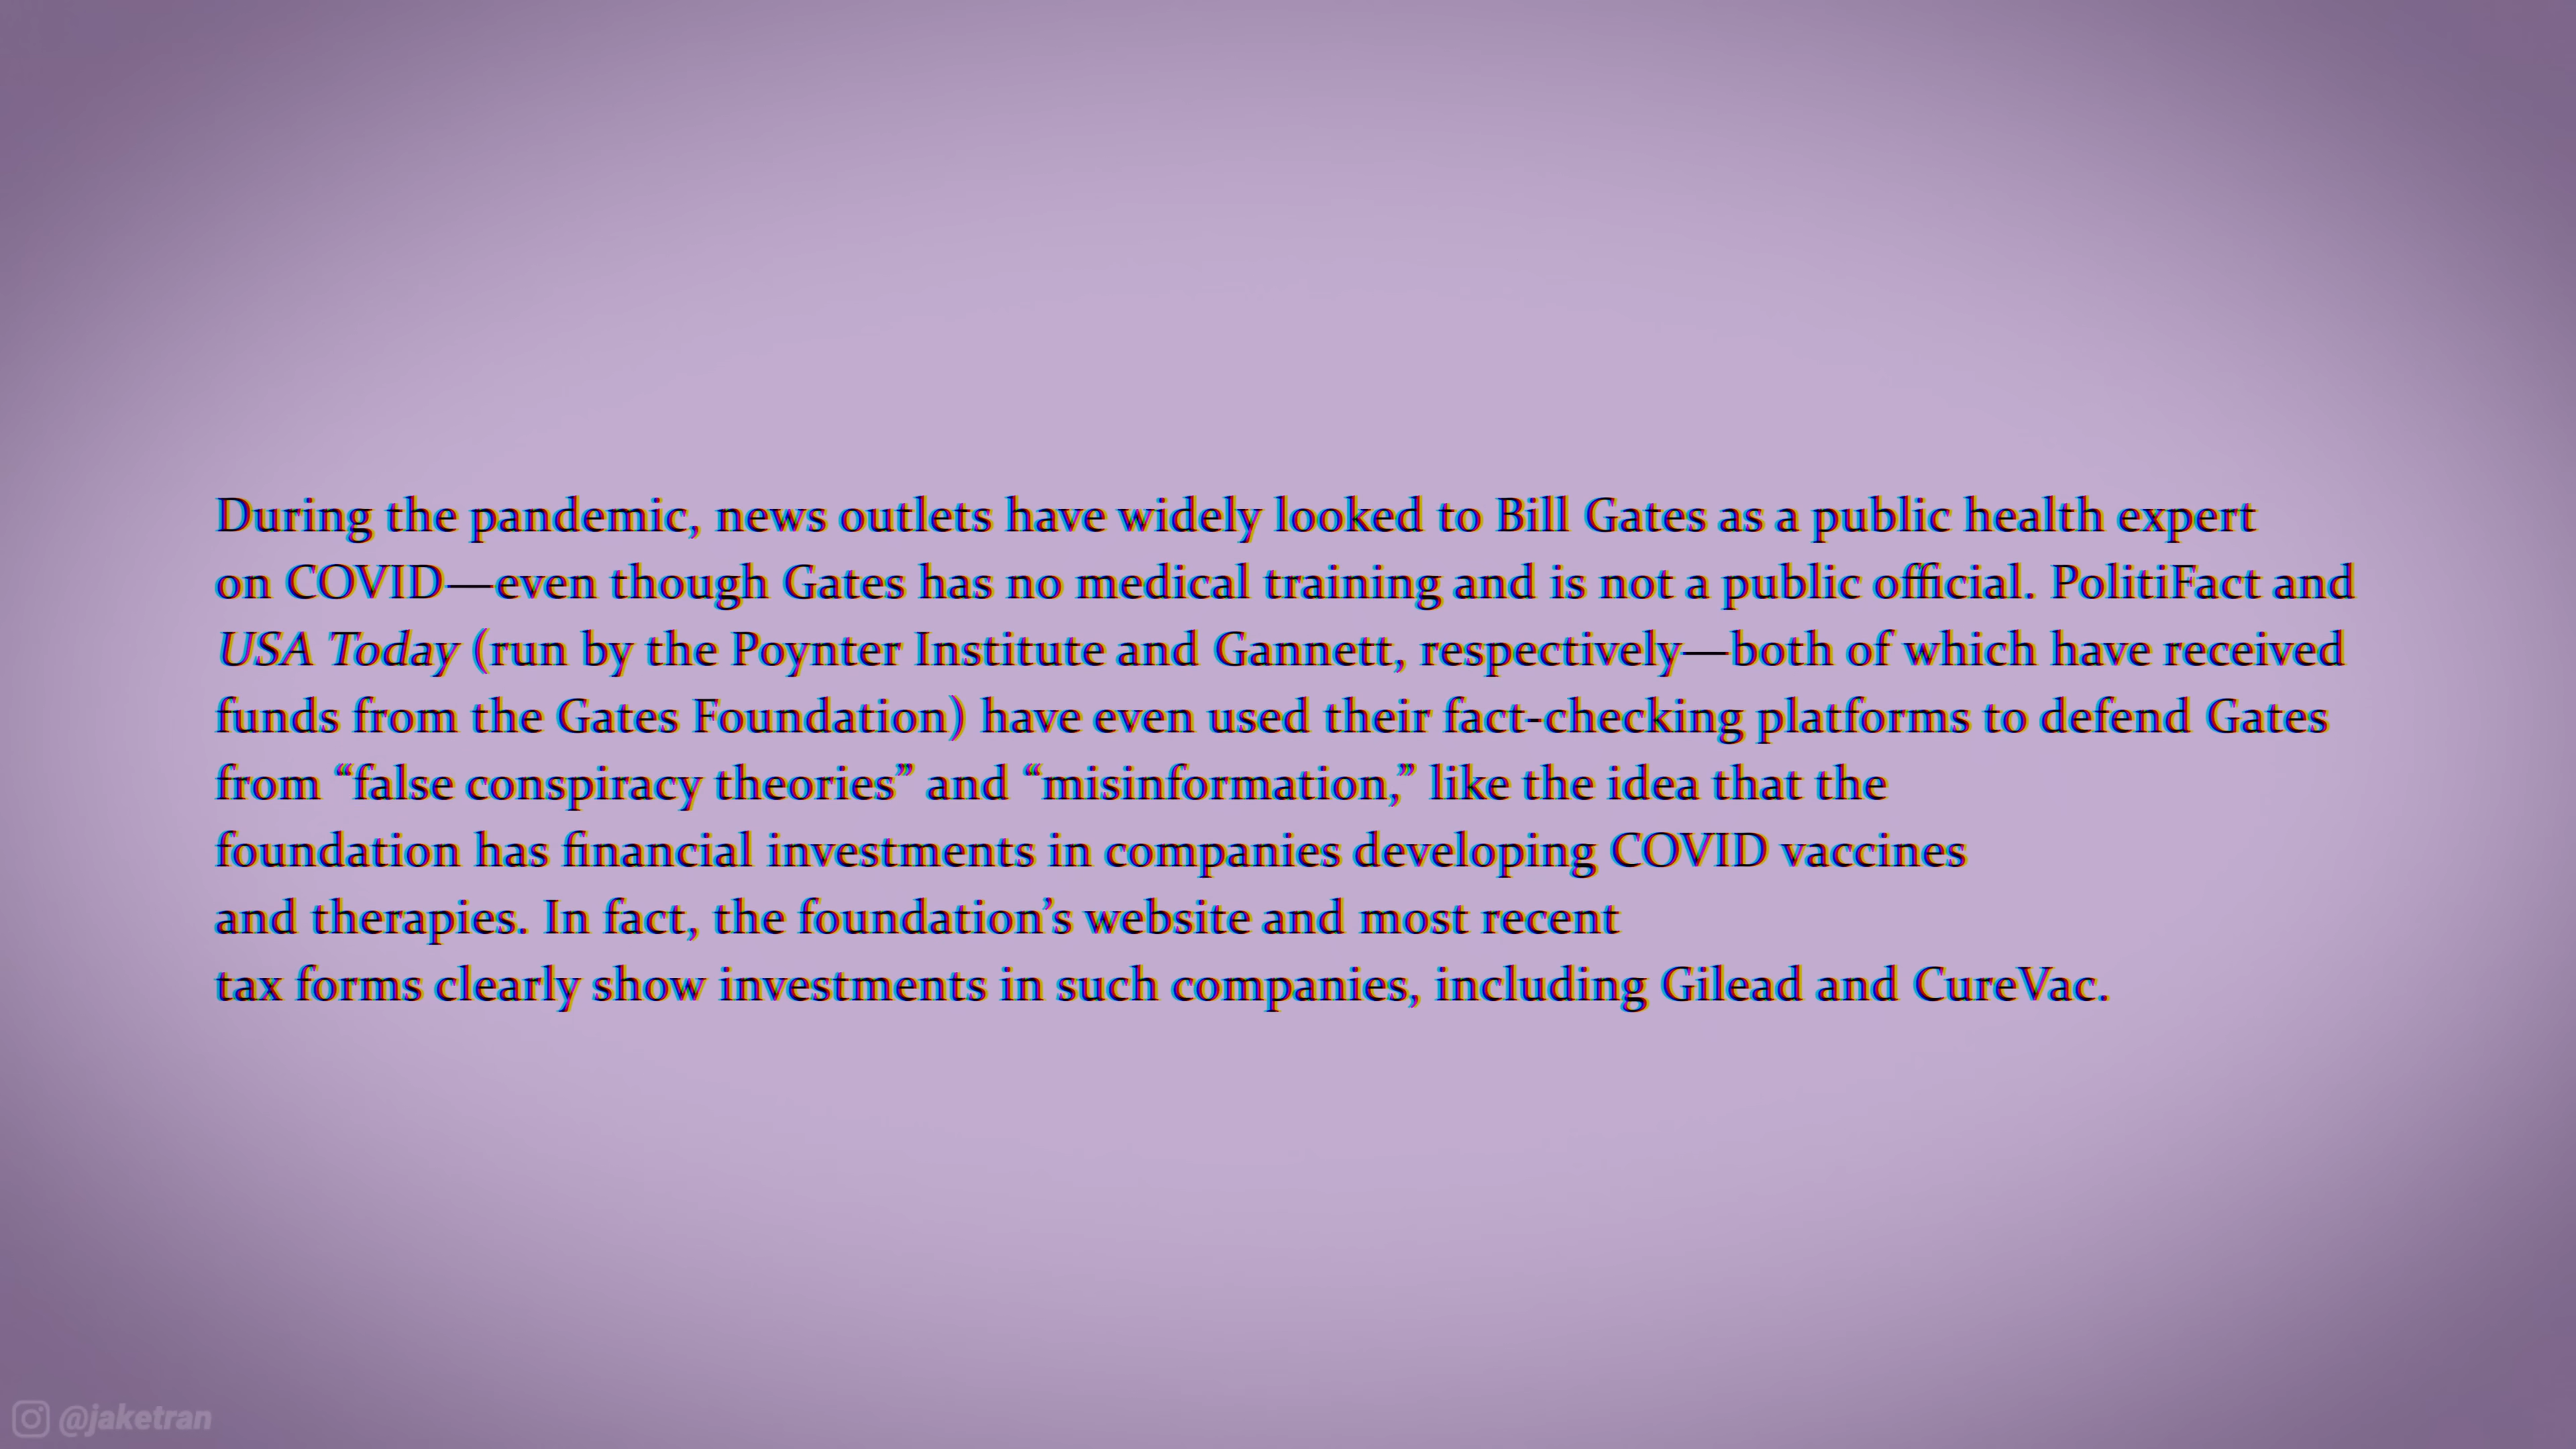 During the pandemic, news outlets have widely looked to Bill Gates as a public health expert
on COVID—even though Gates has no medical training and is not a public official. PolitiFact and
USA Today (run by the Poynter Institute and Gannett, respectively—both of which have received
funds from the Gates Foundation) have even used their fact-checking platforms to defend Gates
from “false conspiracy theories” and “misinformation,” like the idea that the
foundation has financial investments in companies developing COVID vaccines
and therapies. In fact, the foundation’s website and most recent
tax forms clearly show investments in such companies, including Gilead and CureVac.
@jaketran